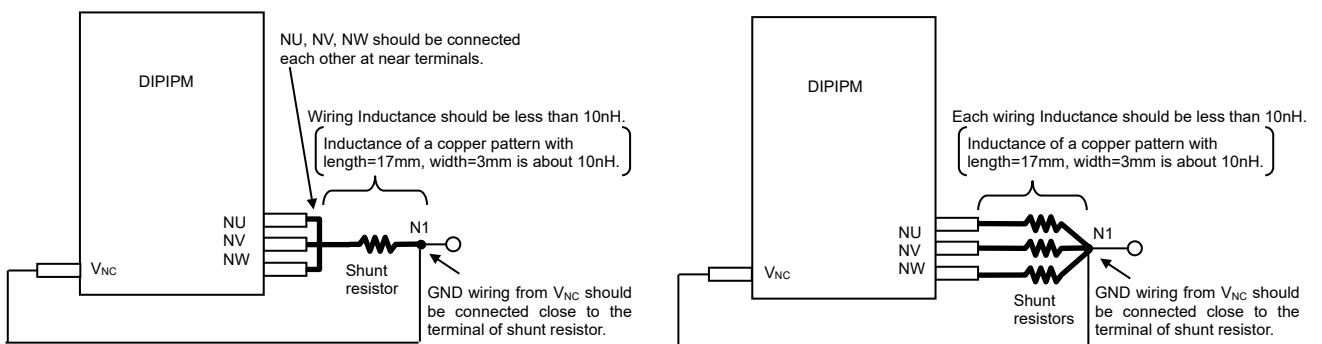 NU, NV, NW should be connected
each other at near terminals.
DIPIPM
Wiring Inductance should be less than 10nH.
Inductance of a copper pattern with
length=17mm, width=3mm is about 10nH.
NU
NV
NW
N1
VNC
Shunt
resistor
GND wiring from VNC should
be connected close to the
terminal of shunt resistor.
DIPIPM
Each wiring Inductance should be less than 10nH.
Inductance of a copper pattern with
length=17mm, width=3mm is about 10nH.
NU
NV
NW
N1
VNC
Shunt
resistors
GND wiring from VNC should
be connected close to the
terminal of shunt resistor.